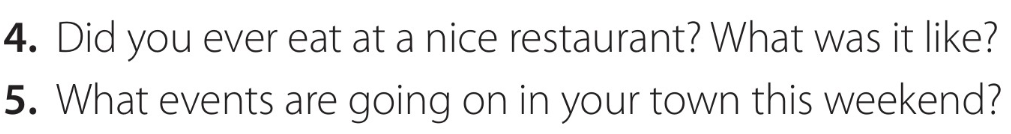 4. Did you ever eat at a nice restaurant? What was it like?
5. What events are going on in your town this weekend?